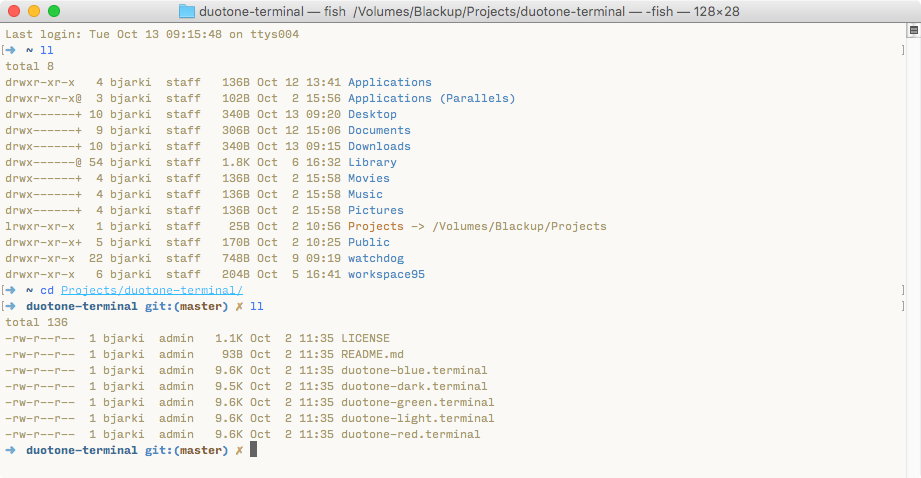 duotone-terminal — fish /Volumes/Blackup/Projects/duotone-terminal — -fish — 128×28
Last login: Tue Oct 13 09:15:48 on ttys004
[➜  ~ ll ]
total 8
drwxr-xr-x   4 bjarki  staff   136B Oct 12 13:41 Applications
drwxr-xr-x@  3 bjarki  staff   102B Oct  2 15:56 Applications (Parallels)
drwx------+ 10 bjarki  staff   340B Oct 13 09:20 Desktop
drwx------+  9 bjarki  staff   306B Oct 12 15:06 Documents
drwx------+ 10 bjarki  staff   340B Oct 13 09:15 Downloads
drwx------@ 54 bjarki  staff   1.8K Oct  6 16:32 Library
drwx------+  4 bjarki  staff   136B Oct  2 15:58 Movies
drwx------+  4 bjarki  staff   136B Oct  2 15:58 Music
drwx------+  4 bjarki  staff   136B Oct  2 15:58 Pictures
lrwxr-xr-x   1 bjarki  staff    25B Oct  2 10:56 Projects -> /Volumes/Blackup/Projects
drwxr-xr-x+  5 bjarki  staff   170B Oct  2 10:25 Public
drwxr-xr-x  22 bjarki  staff   748B Oct  9 09:19 watchdog
drwxr-xr-x   6 bjarki  staff   204B Oct  5 16:41 workspace95
[➜  ~ cd Projects/duotone-terminal/ ]
[➜  duotone-terminal git:(master) ✗ ll ]
total 136
-rw-r--r--  1 bjarki  admin   1.1K Oct  2 11:35 LICENSE
-rw-r--r--  1 bjarki  admin    93B Oct  2 11:35 README.md
-rw-r--r--  1 bjarki  admin   9.6K Oct  2 11:35 duotone-blue.terminal
-rw-r--r--  1 bjarki  admin   9.5K Oct  2 11:35 duotone-dark.terminal
-rw-r--r--  1 bjarki  admin   9.6K Oct  2 11:35 duotone-green.terminal
-rw-r--r--  1 bjarki  admin   9.6K Oct  2 11:35 duotone-light.terminal
-rw-r--r--  1 bjarki  admin   9.6K Oct  2 11:35 duotone-red.terminal
➜  duotone-terminal git:(master) ✗